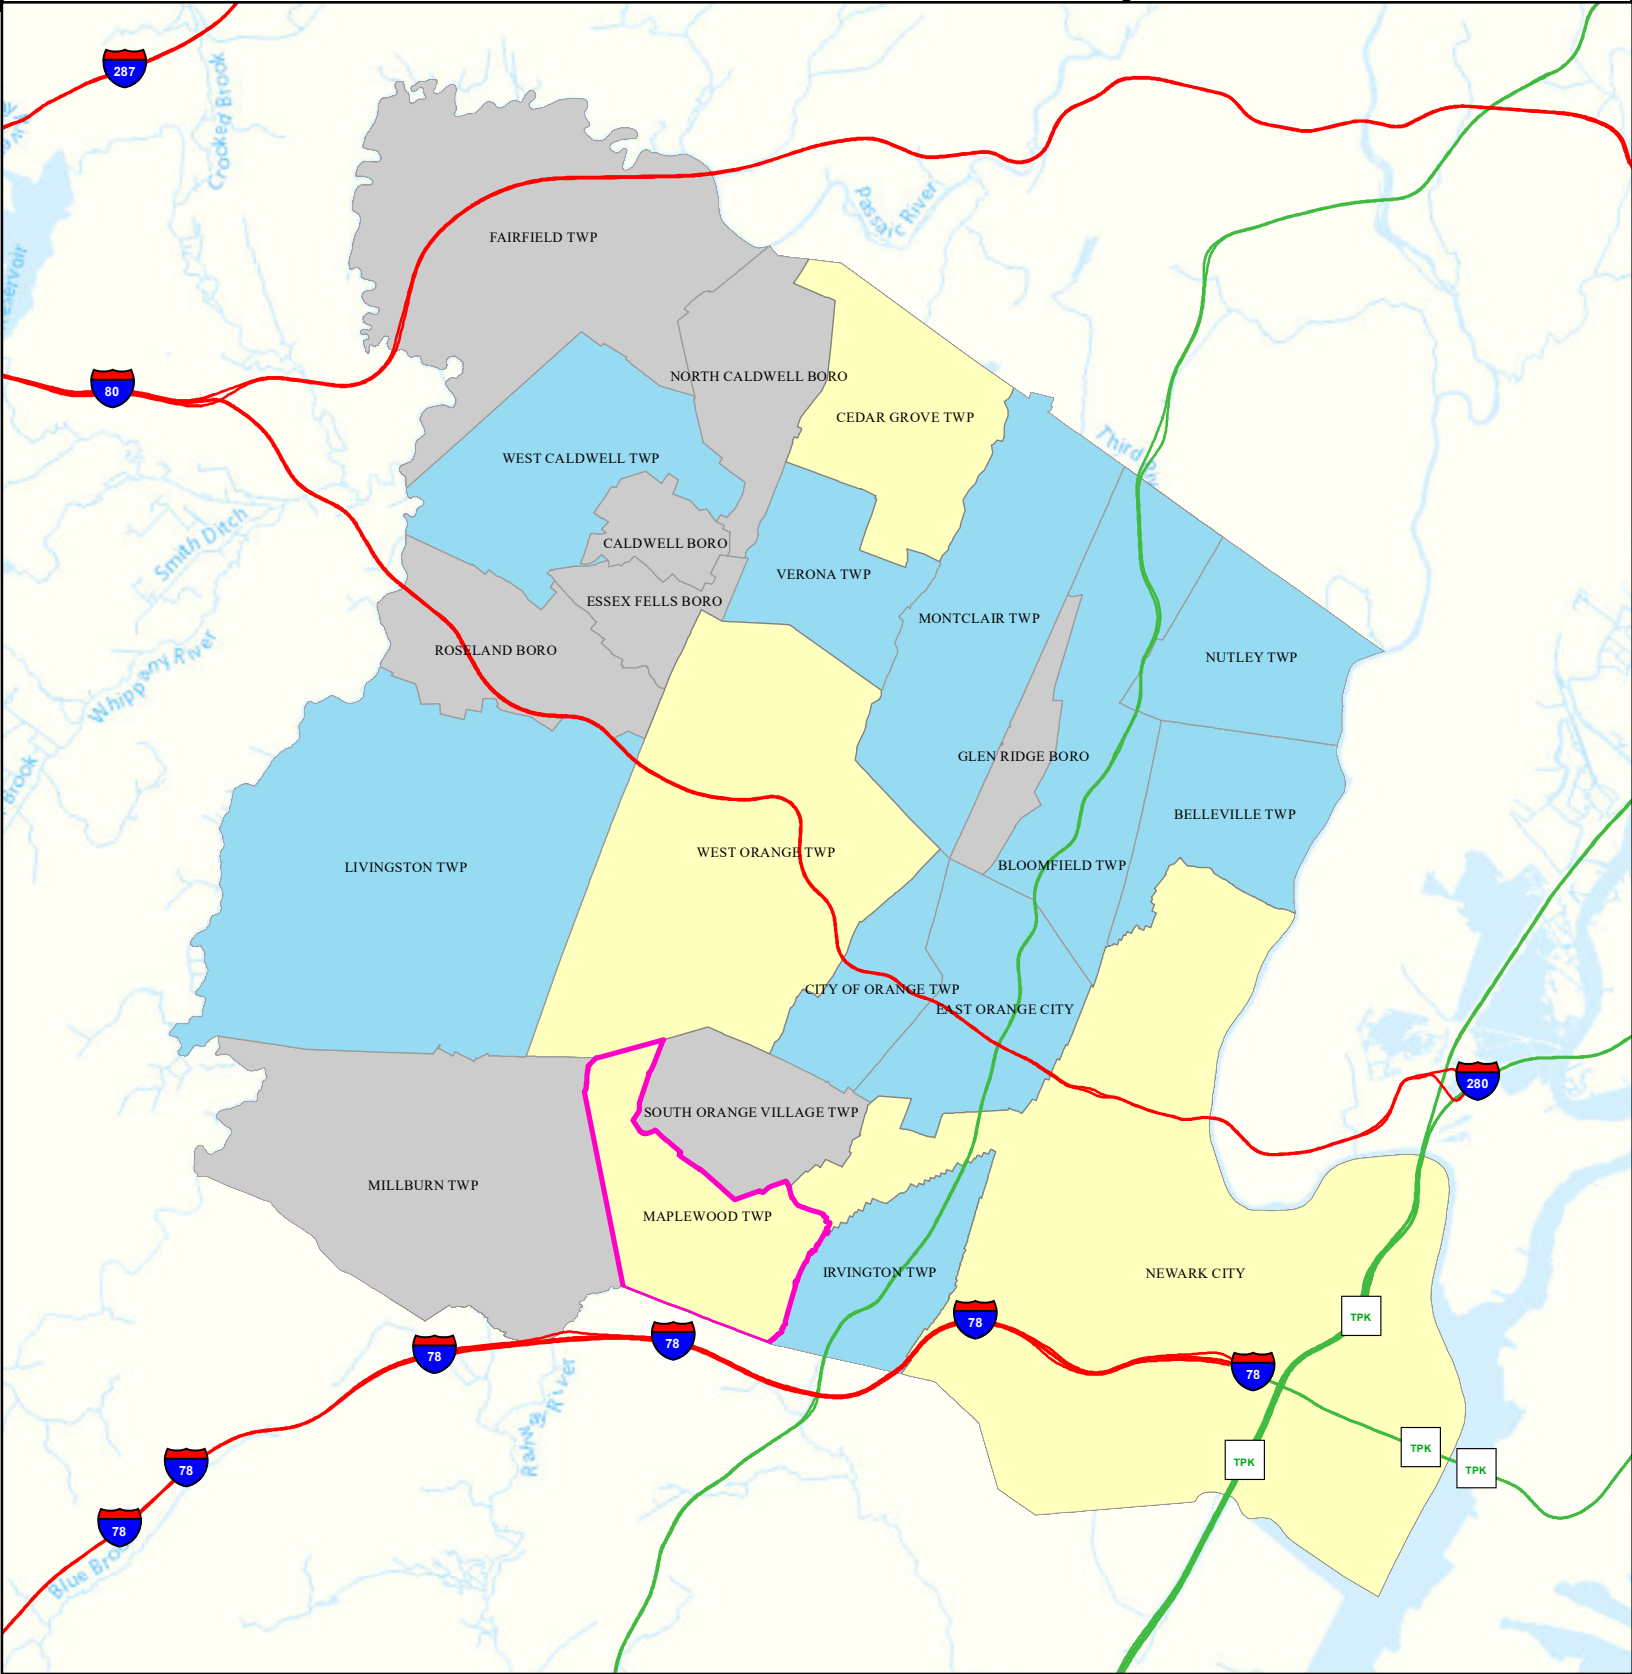 287
Crooked Brook
Passaic River
FAIRFIELD TWP
eservoir
NORTH CALDWELL BORO
80
CEDAR GROVE TWP
WEST CALDWELL TWP
Third Riv
Smith Ditch
CALDWELL BORO
VERONA TWP
ESSEX FELLS BORO
MONTCLAIR TWP
ROSELAND BORO
NUTLEY TWP
Whippany River
GLEN RIDGE BORO
Brook
BELLEVILLE TWP
WEST ORANGE TWP
LIVINGSTON TWP
BLOOMFIELD TWP
CITY OF ORANGE TWP
EAST ORANGE CITY
280
SOUTH ORANGE VILLAGE TWP
MILLBURN TWP
MAPLEWOOD TWP
IRVINGTON TWP
NEWARK CITY
TPK
78
78
78
78
River
TPK
TPK
TPK
78
78
Blue Broo